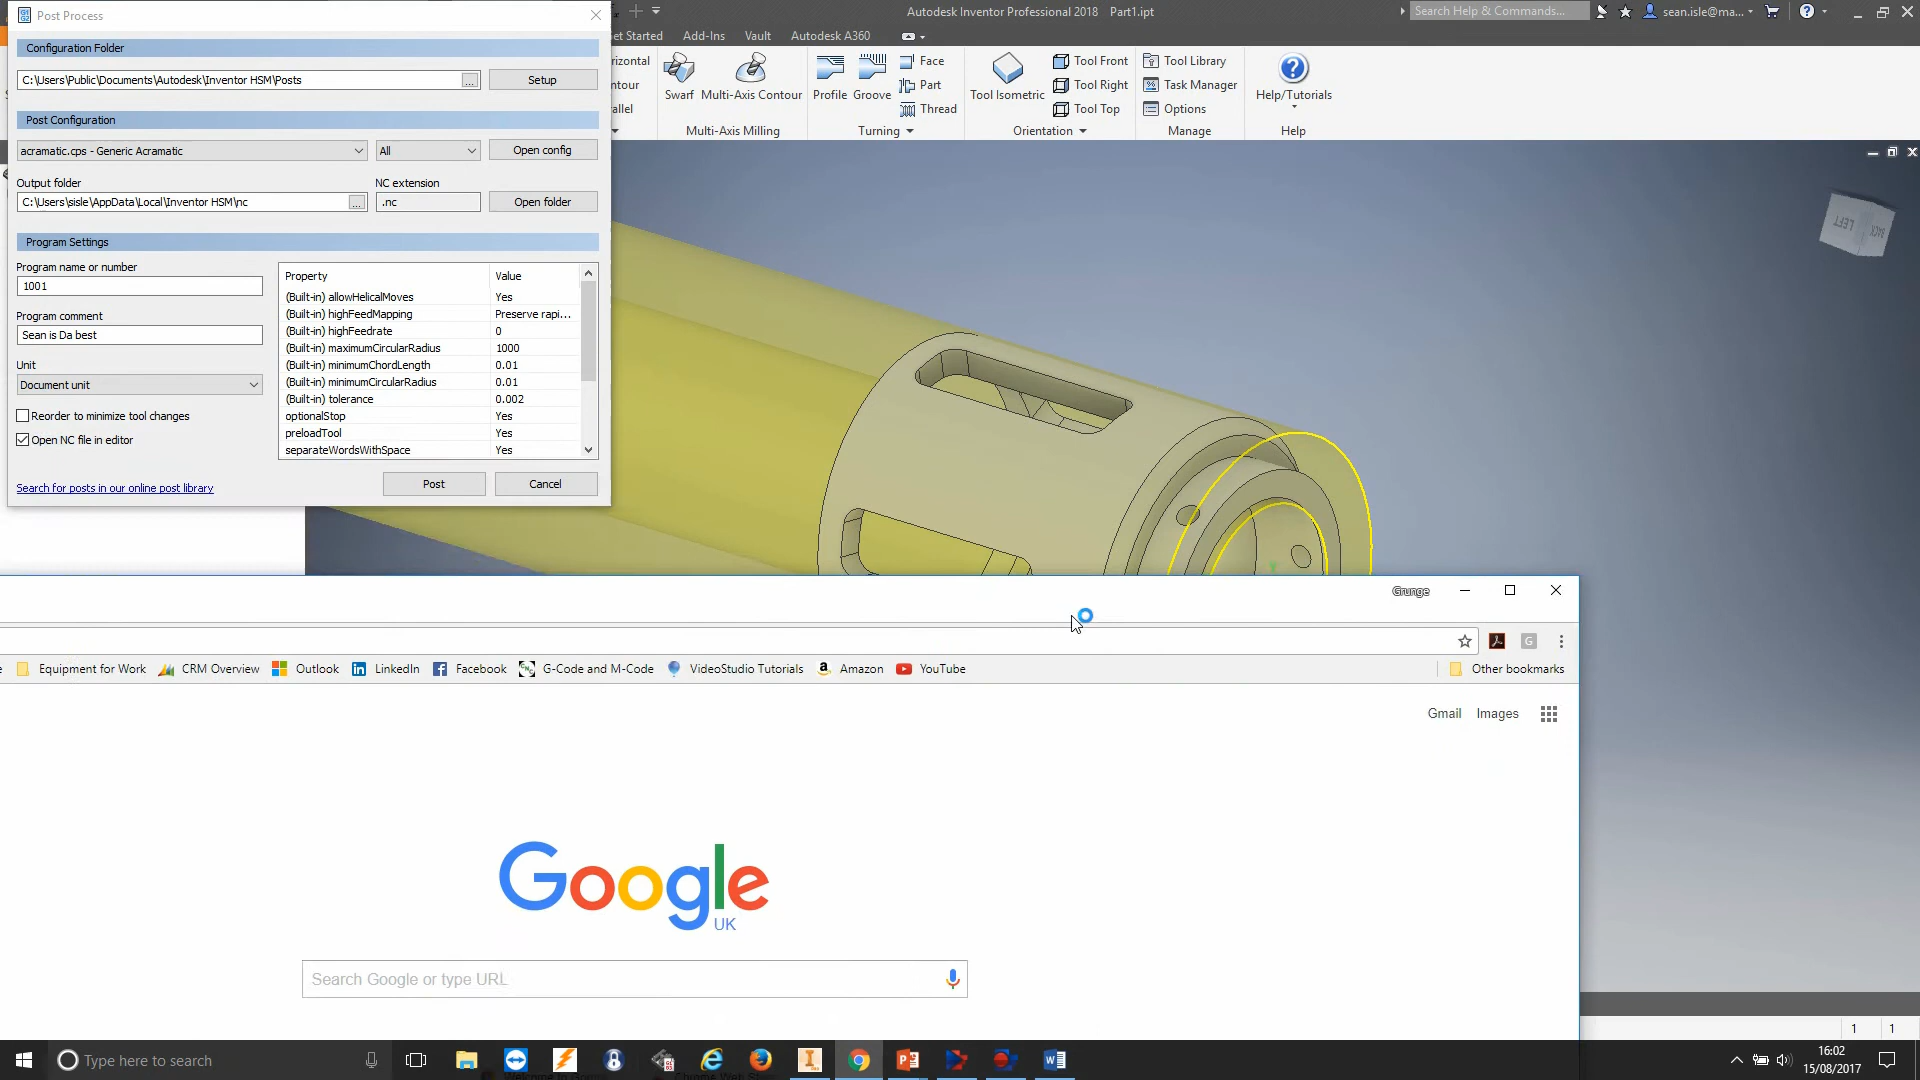 Post Process
Autodesk Inventor Professional 2018 Part1.ipt
Search Help & Commands...
sean.isle@ma...
Configuration Folder
C:\Users\Public\Documents\Autodesk\Inventor HSM\Posts
...
Setup
Post Configuration
acramatic.cps - Generic Acramatic
All
Open config
Output folder
NC extension
C:\Users\sisle\AppData\Local\Inventor HSM\nc
...
.nc
Open folder
Program Settings
Program name or number
1001
Program comment
Sean is Da best
Unit
Document unit
Reorder to minimize tool changes
Open NC file in editor
Search for posts in our online post library
Property Value
(Built-in) allowHelicalMoves Yes
(Built-in) highFeedMapping Preserve rapi...
(Built-in) highFeedrate 0
(Built-in) maximumCircularRadius 1000
(Built-in) minimumChordLength 0.01
(Built-in) minimumCircularRadius 0.01
(Built-in) tolerance 0.002
optionalStop Yes
preloadTool Yes
separateWordsWithSpace Yes
Post
Cancel
Get Started Add-Ins Vault Autodesk A360
Swarf
Multi-Axis Contour
Multi-Axis Milling
Profile
Groove
Face
Part
Thread
Turning
Tool Isometric
Tool Front
Tool Right
Tool Top
Orientation
Tool Library
Task Manager
Options
Manage
Help/Tutorials
Help
LEFT
BACK
Grunge
Equipment for Work
CRM Overview
Outlook
LinkedIn
Facebook
G-Code and M-Code
VideoStudio Tutorials
Amazon
YouTube
Other bookmarks
Gmail
Images
Google
UK
Search Google or type URL
1 1
Type here to search
16:02
15/08/2017